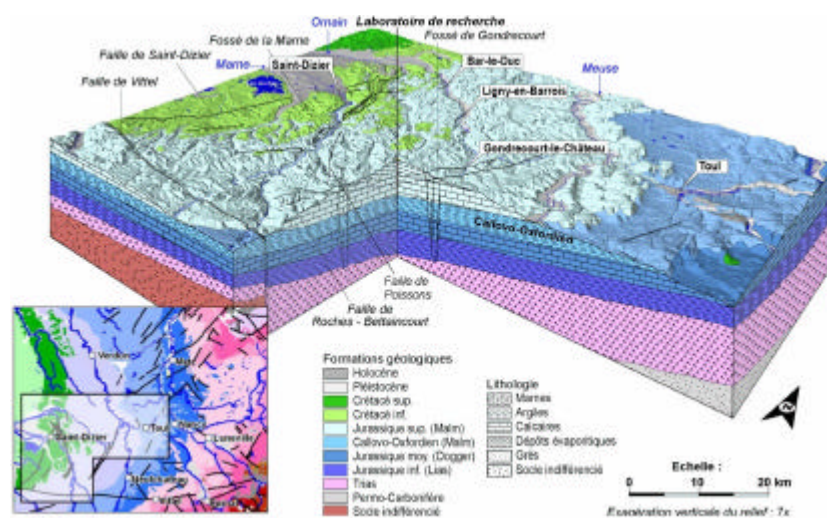 Ornain
Laboratoire de recherche
Fossé de la Marne
Fossé de Gondrecourt
Faille de Saint-Dizier
Marne
Saint-Dizier
Bar-le-Duc
Meuse
Faille de Vittel
Ligny-en-Barrois
Gondrecourt-le-Château
Toul
Callovo-Oxfordien
Faille de
Poissons
Faille de
Roches - Bettaincourt
Verdun
Metz
Saint-Dizier
Toul
Nancy
Lunéville
Neufchâteau
Vittel
Epinal
Formations géologiques
Holocène
Pléistocène
Crétacé sup.
Crétacé inf.
Jurassique sup. (Malm)
Callovo-Oxfordien (Malm)
Jurassique moy. (Dogger)
Jurassique inf. (Lias)
Trias
Permo-Carbonifère
Socle indifférencié
Lithologie
Marnes
Argiles
Calcaires
Dépôts évaporitiques
Grès
Socle indifférencié
N
Echelle :
0 10 20 km
Exagération verticale du relief : 7x